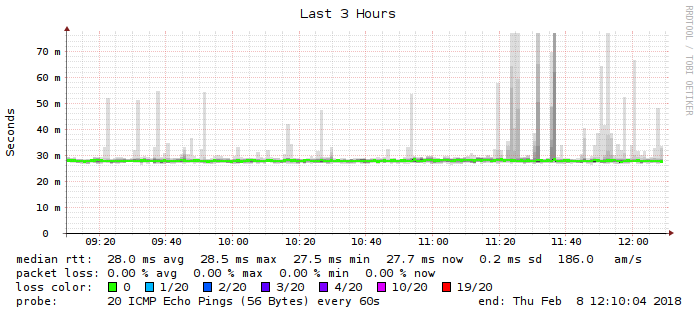 Last 3 Hours
RRDTOOL / TOBI OETIKER
Seconds
70 m
60 m
50 m
40 m
30 m
20 m
10 m
0
09:20 09:40 10:00 10:20 10:40 11:00 11:20 11:40 12:00
median rtt: 28.0 ms avg 28.5 ms max 27.5 ms min 27.7 ms now 0.2 ms sd 186.0 am/s
packet loss: 0.00 % avg 0.00 % max 0.00 % min 0.00 % now
loss color: 0 1/20 2/20 3/20 4/20 10/20 19/20
probe: 20 ICMP Echo Pings (56 Bytes) every 60s end: Thu Feb 8 12:10:04 2018